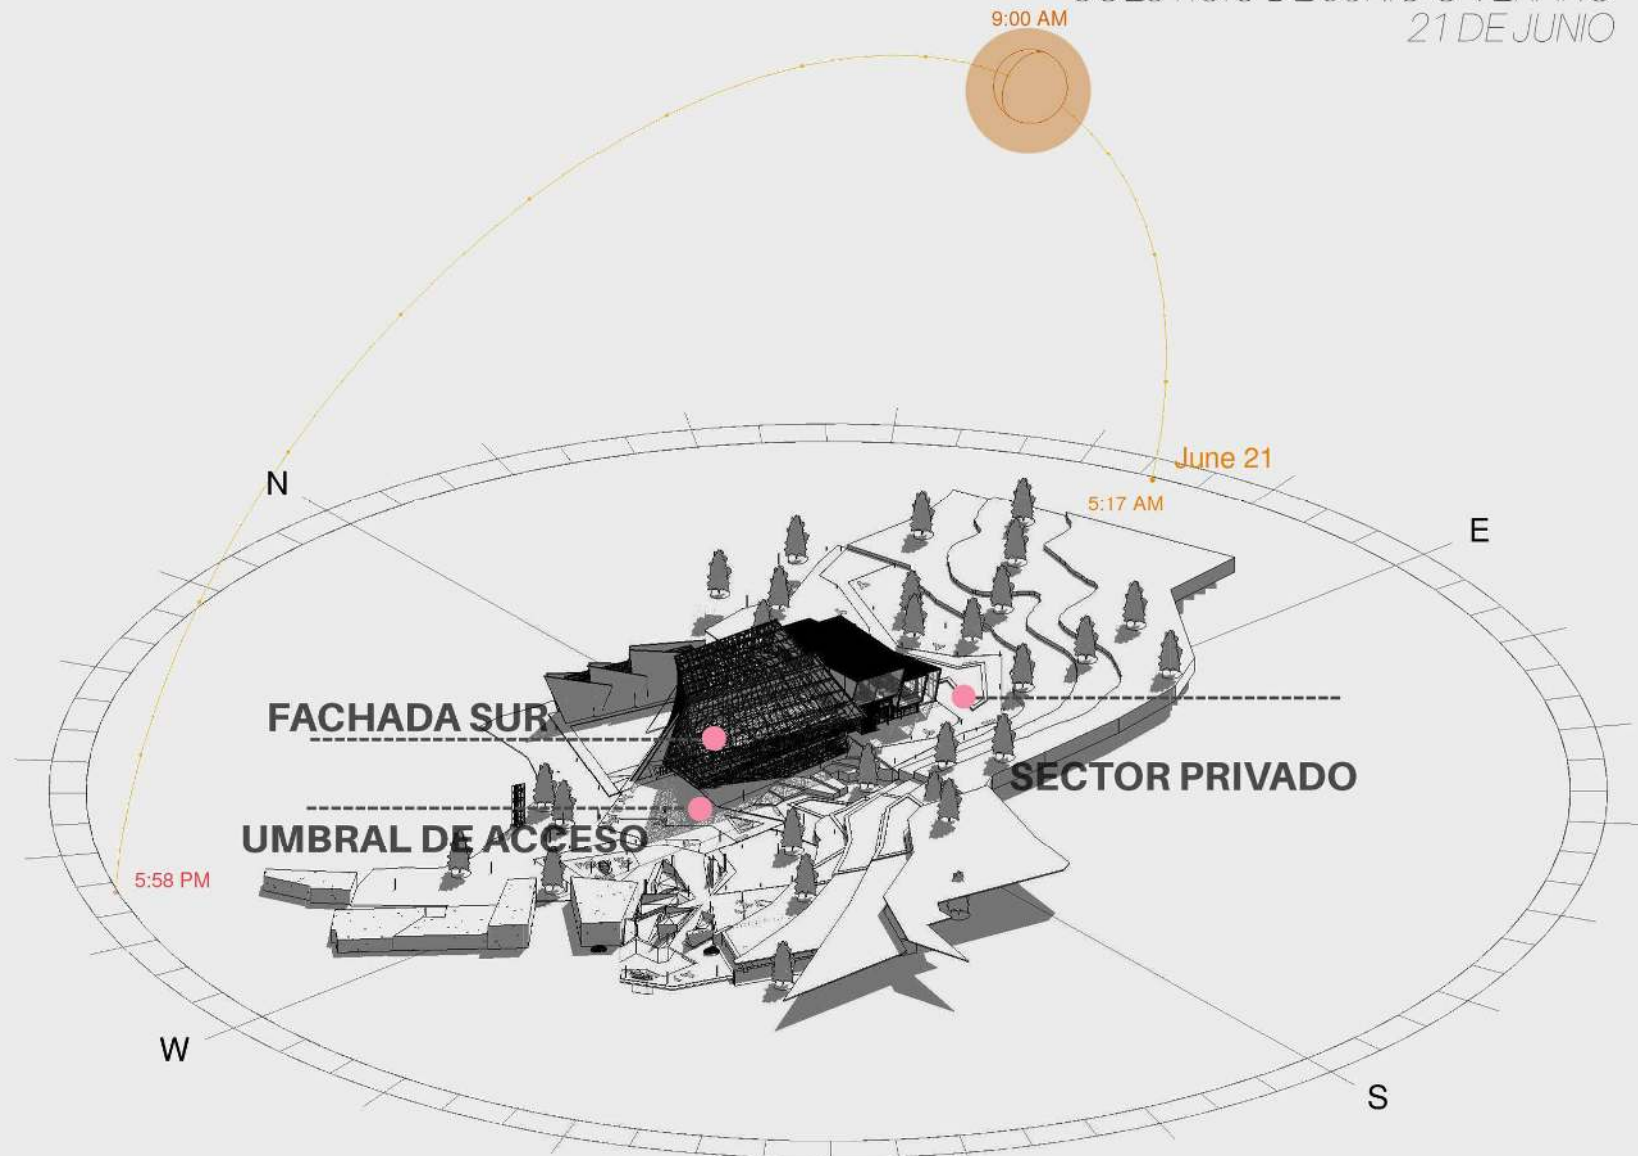 9:00 AM
21 DE JUNIO
N
June 21
5:17 AM
E
FACHADA SUR
SECTOR PRIVADO
UMBRAL DE ACCESO
5:58 PM
W
S